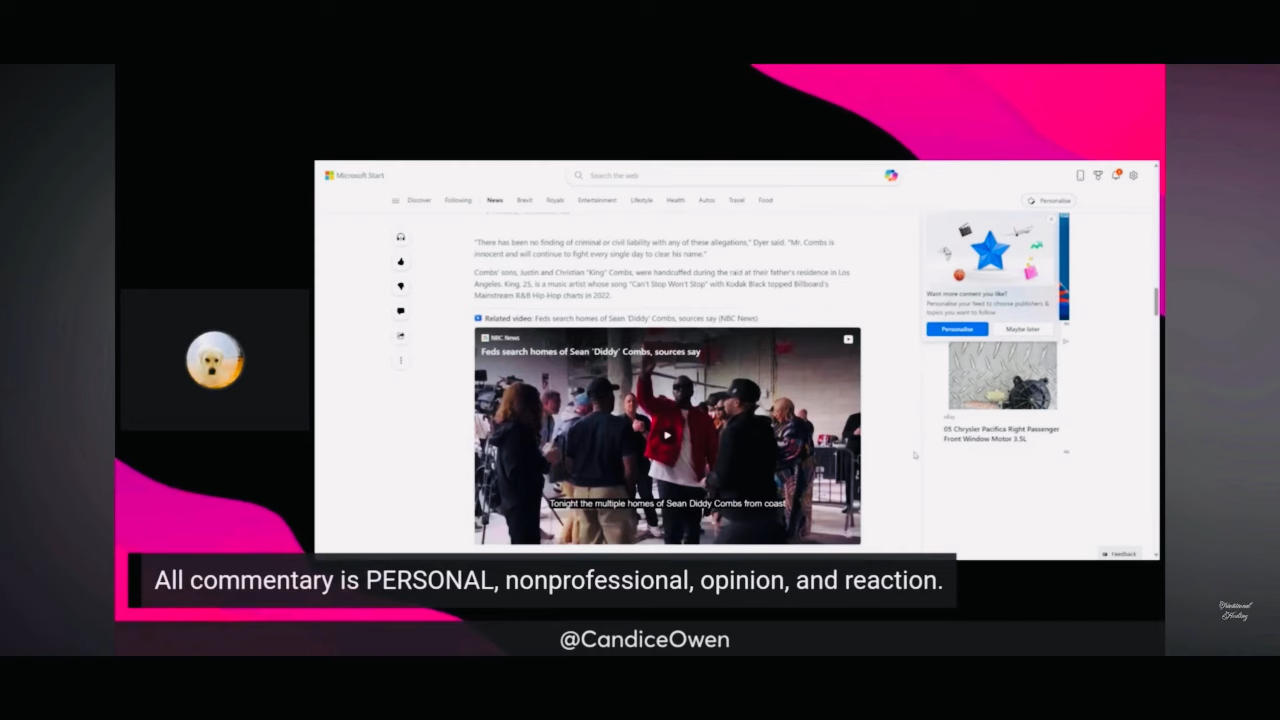 Microsoft Start
Search the web
Discover Following News Brexit Royals Entertainment Lifestyle Health Autos Travel Food
Personalise
"There has been no finding of criminal or civil liability with any of these allegations," Dyer said. "Mr. Combs is
innocent and will continue to fight every single day to clear his name."
Combs' sons, Justin and Christian "King" Combs, were handcuffed during the raid at their father's residence in Los
Angeles. King, 25, is a music artist whose song "Can't Stop Won't Stop" with Kodak Black topped Billboard's
Mainstream R&B Hip-Hop charts in 2022.
Related video: Feds search homes of Sean 'Diddy' Combs, sources say (NBC News)
NBC News
Feds search homes of Sean 'Diddy' Combs, sources say
Tonight the multiple homes of Sean Diddy Combs from coast
Want more content you like?
Personalise your feed to choose publishers &
topics you want to follow
Personalise
Maybe later
eBay
05 Chrysler Pacifica Right Passenger
Front Window Motor 3.5L
Ad
Feedback
All commentary is PERSONAL, nonprofessional, opinion, and reaction.
@CandiceOwen
Traditional
Healing